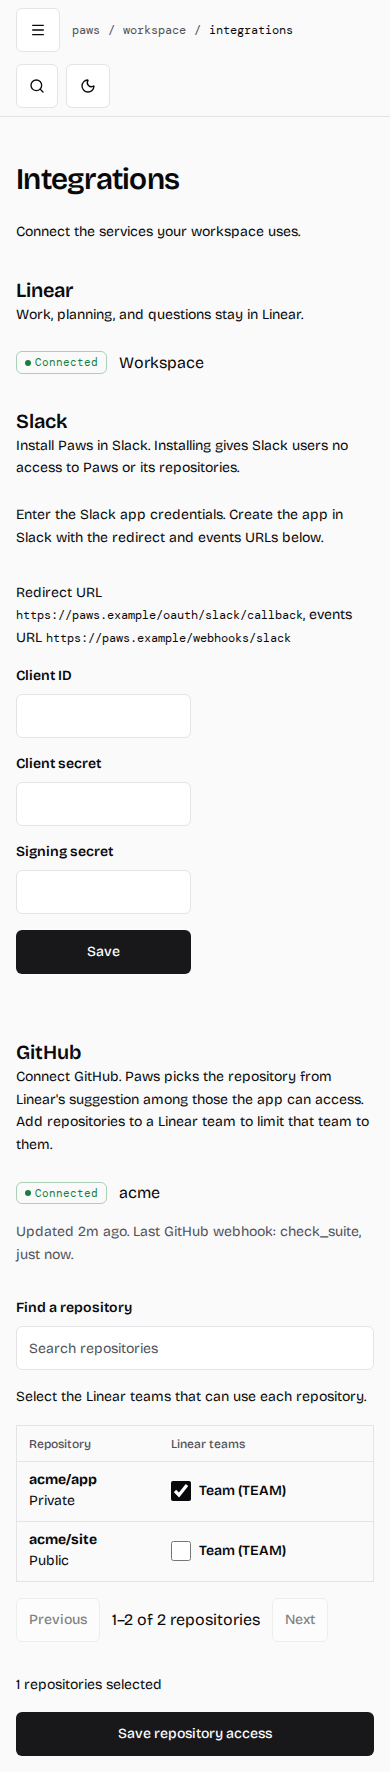 paws / workspace / integrations
Integrations
Connect the services your workspace uses.
Linear
Work, planning, and questions stay in Linear.
Connected Workspace
Slack
Install Paws in Slack. Installing gives Slack users no
access to Paws or its repositories.
Enter the Slack app credentials. Create the app in
Slack with the redirect and events URLs below.
Redirect URL
https://paws.example/oauth/slack/callback, events
URL https://paws.example/webhooks/slack
Client ID
Client secret
Signing secret
Save
GitHub
Connect GitHub. Paws picks the repository from
Linear's suggestion among those the app can access.
Add repositories to a Linear team to limit that team to
them.
Connected acme
Updated 2m ago. Last GitHub webhook: check_suite,
just now.
Find a repository
Search repositories
Select the Linear teams that can use each repository.
Repository Linear teams
acme/app
Private
Team (TEAM)
acme/site
Public
Team (TEAM)
Previous 1–2 of 2 repositories Next
1 repositories selected
Save repository access